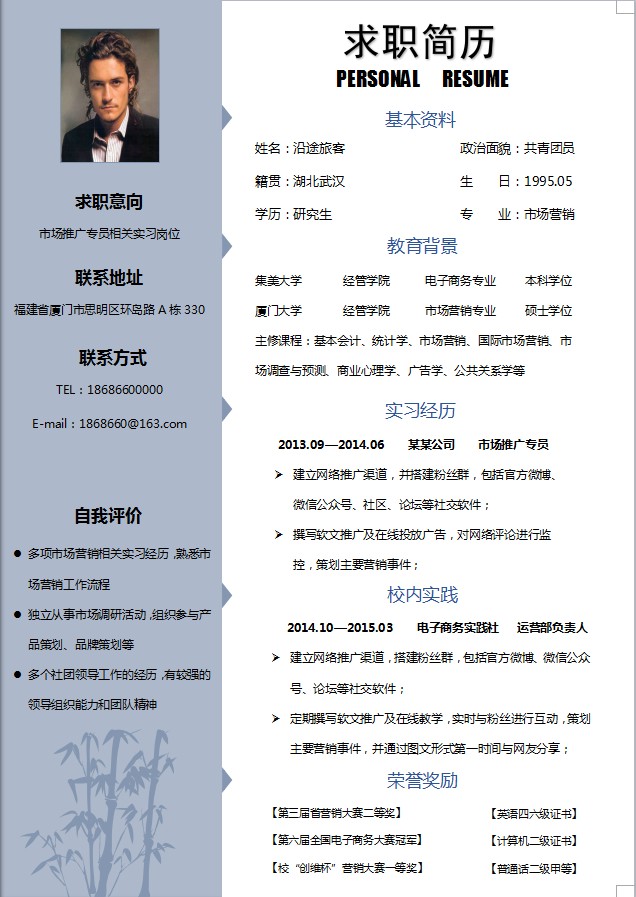 求职简历
PERSONAL RESUME
求职意向
市场推广专员相关实习岗位
联系地址
福建省厦门市思明区环岛路 A 栋 330
联系方式
TEL：18686600000
E-mail：1868660@163.com
自我评价
● 多项市场营销相关实习经历，熟悉市
场营销工作流程
● 独立从事市场调研活动，组织参与产
品策划、品牌策划等
● 多个社团领导工作的经历，有较强的
领导组织能力和团队精神
基本资料
姓名：沿途旅客 政治面貌：共青团员
籍贯：湖北武汉 生 日：1995.05
学历：研究生 专 业：市场营销
教育背景
集美大学 经管学院 电子商务专业 本科学位
厦门大学 经管学院 市场营销专业 硕士学位
主修课程：基本会计、统计学、市场营销、国际市场营销、市
场调查与预测、商业心理学、广告学、公共关系学等
实习经历
2013.09—2014.06 某某公司 市场推广专员
➢ 建立网络推广渠道，并搭建粉丝群，包括官方微博、
微信公众号、社区、论坛等社交软件；
➢ 撰写软文推广及在线投放广告，对网络评论进行监
控，策划主要营销事件；
校内实践
2014.10—2015.03 电子商务实践社 运营部负责人
➢ 建立网络推广渠道，搭建粉丝群，包括官方微博、微信公众
号、论坛等社交软件；
➢ 定期撰写软文推广及在线教学，实时与粉丝进行互动，策划
主要营销事件，并通过图文形式第一时间与网友分享；
荣誉奖励
【第三届省营销大赛二等奖】 【英语四六级证书】
【第六届全国电子商务大赛冠军】 【计算机二级证书】
【校“创维杯”营销大赛一等奖】 【普通话二级甲等】